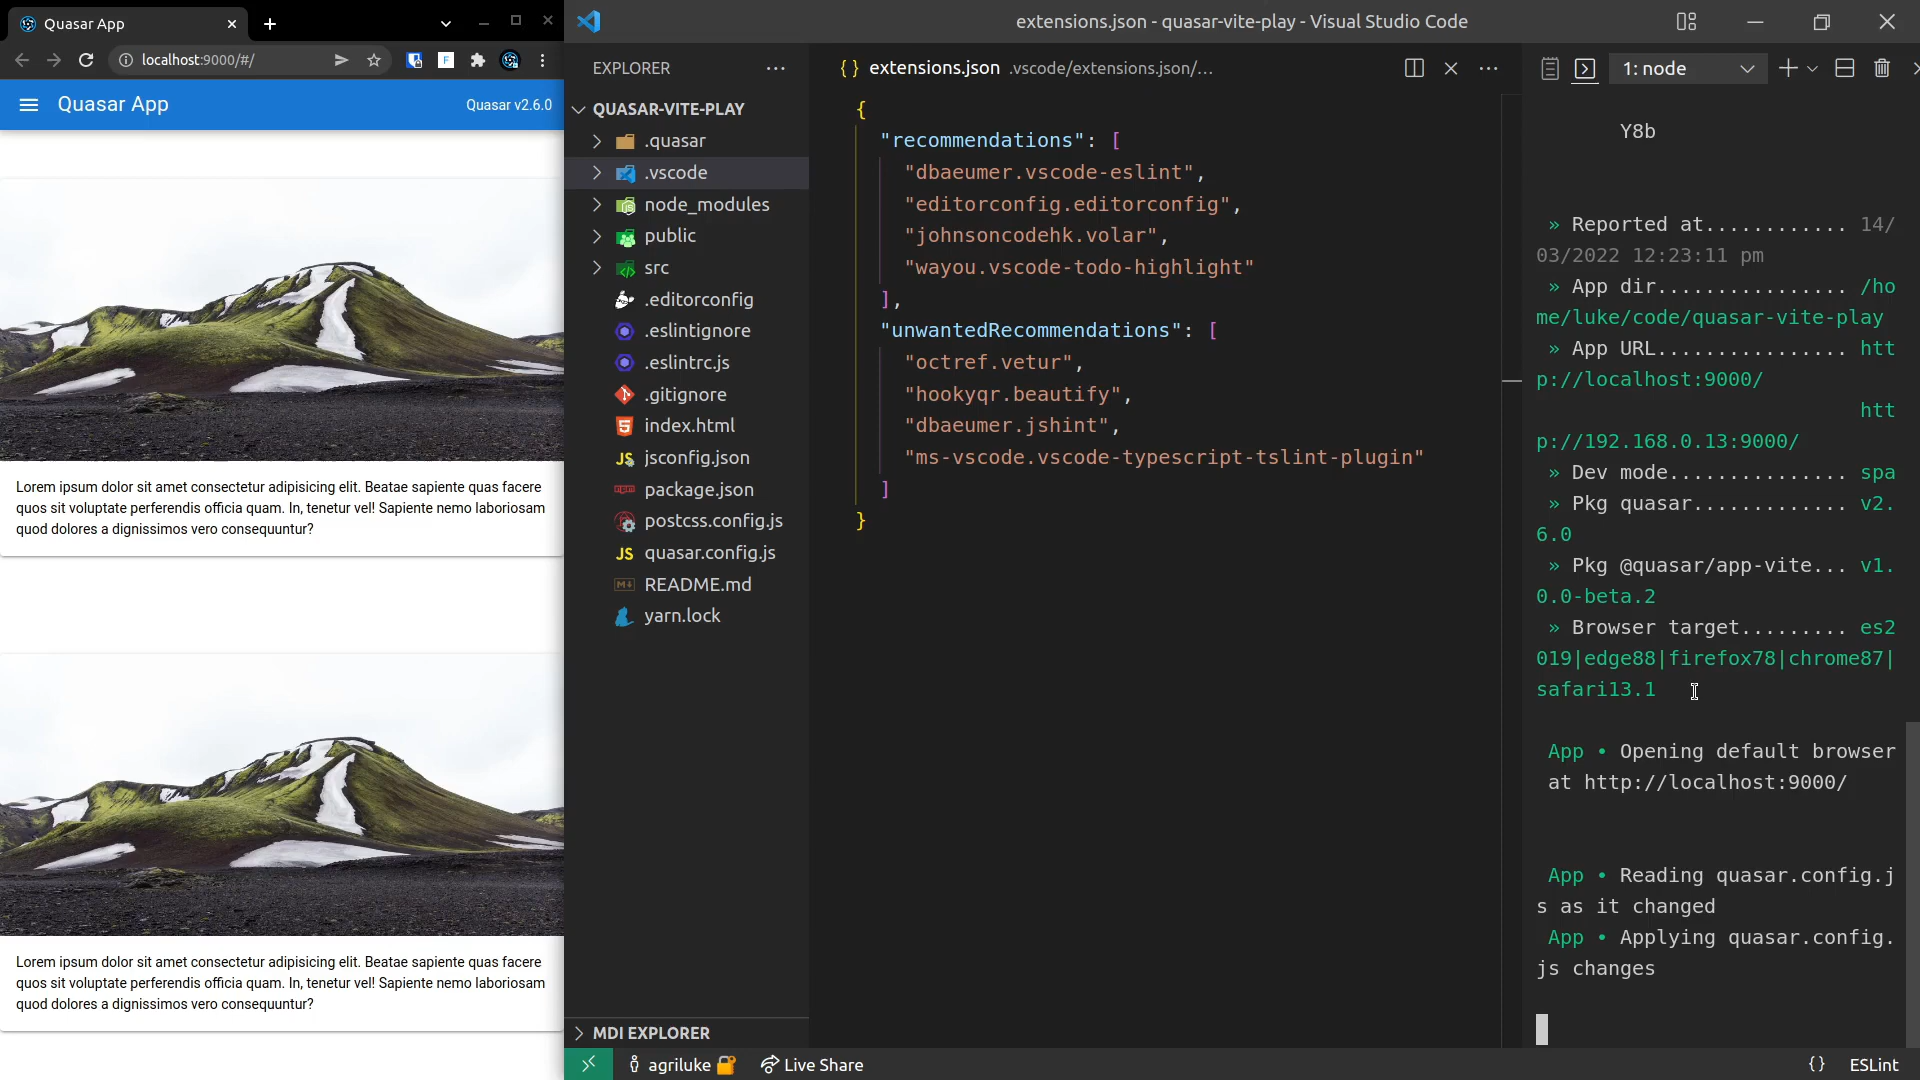 Quasar App
localhost:9000/#/
Quasar App
Quasar v2.6.0
Lorem ipsum dolor sit amet consectetur adipisicing elit. Beatae sapiente quas facere
quos sit voluptate perferendis officia quam. In, tenetur vel! Sapiente nemo laboriosam
quod dolores a dignissimos vero consequuntur?
Lorem ipsum dolor sit amet consectetur adipisicing elit. Beatae sapiente quas facere
quos sit voluptate perferendis officia quam. In, tenetur vel! Sapiente nemo laboriosam
quod dolores a dignissimos vero consequuntur?
extensions.json - quasar-vite-play - Visual Studio Code
EXPLORER
QUASAR-VITE-PLAY
.quasar
.vscode
node_modules
public
src
.editorconfig
.eslintignore
.eslintrc.js
.gitignore
index.html
jsconfig.json
package.json
postcss.config.js
quasar.config.js
README.md
yarn.lock
MDI EXPLORER
{} extensions.json .vscode/extensions.json/...
{
"recommendations": [
"dbaeumer.vscode-eslint",
"editorconfig.editorconfig",
"johnsoncodehk.volar",
"wayou.vscode-todo-highlight"
],
"unwantedRecommendations": [
"octref.vetur",
"hookyqr.beautify",
"dbaeumer.jshint",
"ms-vscode.vscode-typescript-tslint-plugin"
]
}
1: node
Y8b
» Reported at............ 14/
03/2022 12:23:11 pm
» App dir................ /ho
me/luke/code/quasar-vite-play
» App URL................ htt
p://localhost:9000/
htt
p://192.168.0.13:9000/
» Dev mode............... spa
» Pkg quasar............. v2.
6.0
» Pkg @quasar/app-vite... v1.
0.0-beta.2
» Browser target......... es2
019|edge88|firefox78|chrome87|
safari13.1
App • Opening default browser
at http://localhost:9000/
App • Reading quasar.config.j
s as it changed
App • Applying quasar.config.
js changes
agriluke
Live Share
{}
ESLint